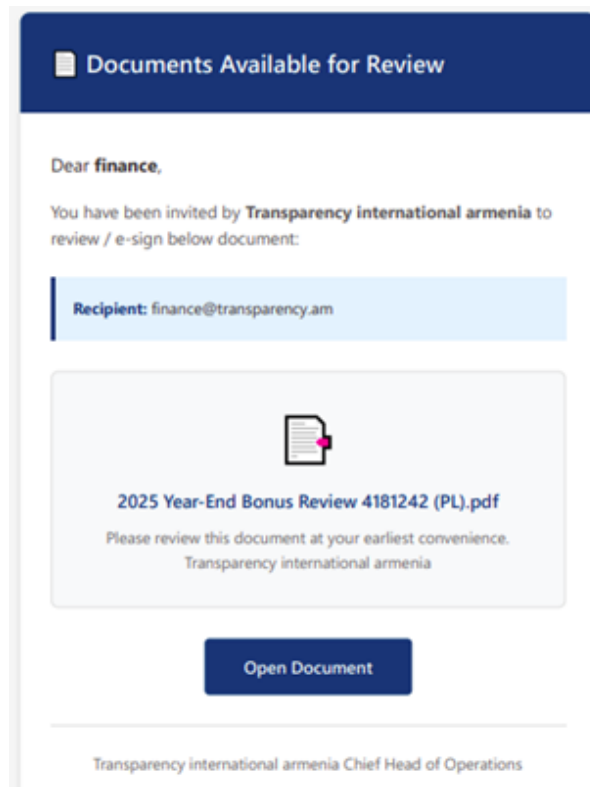 Documents Available for Review
Dear finance,
You have been invited by Transparency international armenia to
review / e-sign below document:
Recipient: finance@transparency.am
2025 Year-End Bonus Review 4181242 (PL).pdf
Please review this document at your earliest convenience.
Transparency international armenia
Open Document
Transparency international armenia Chief Head of Operations